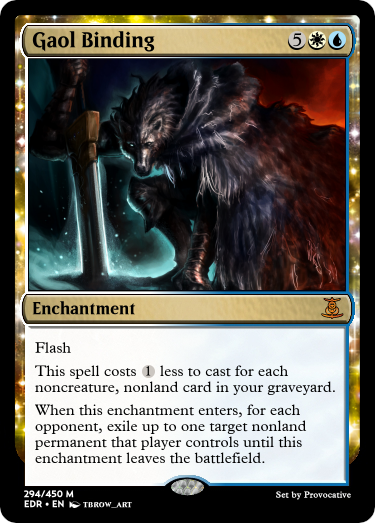 Gaol Binding 5
Enchantment
Flash
This spell costs 1 less to cast for each
noncreature, nonland card in your graveyard.
When this enchantment enters, for each
opponent, exile up to one target nonland
permanent that player controls until this
enchantment leaves the battlefield.
294/450 M
EDR • EN TBROW_ART
Set by Provocative